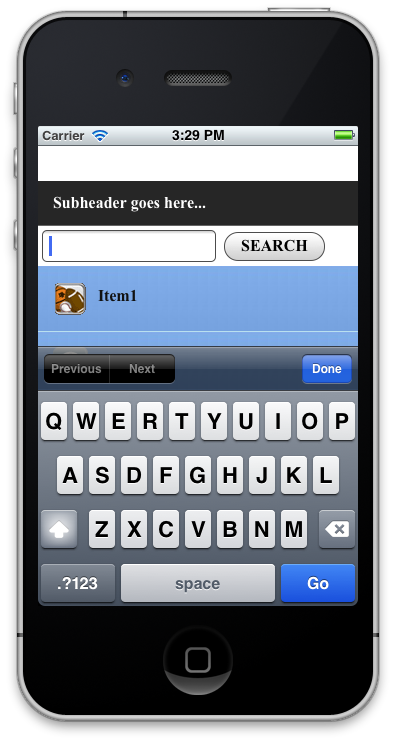 Carrier 3:29 PM
Subheader goes here...
SEARCH
Item1
Previous Next Done
Q W E R T Y U I O P
A S D F G H J K L
Z X C V B N M
.?123 space Go